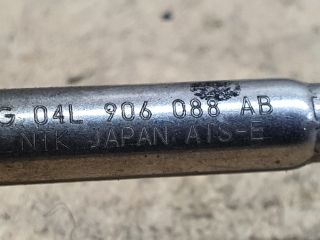 G 04L 906 088 AB
NTK JAPAN ATS-E